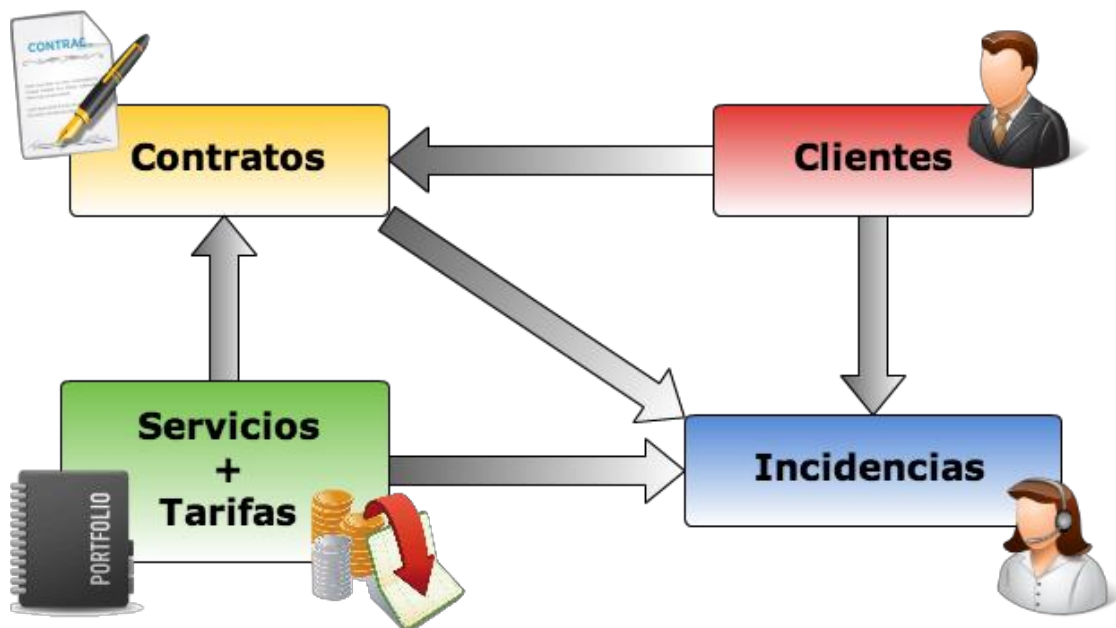 CONTRAC
Contratos
Clientes
Servicios
+
Tarifas
Incidencias
PORTFOLIO